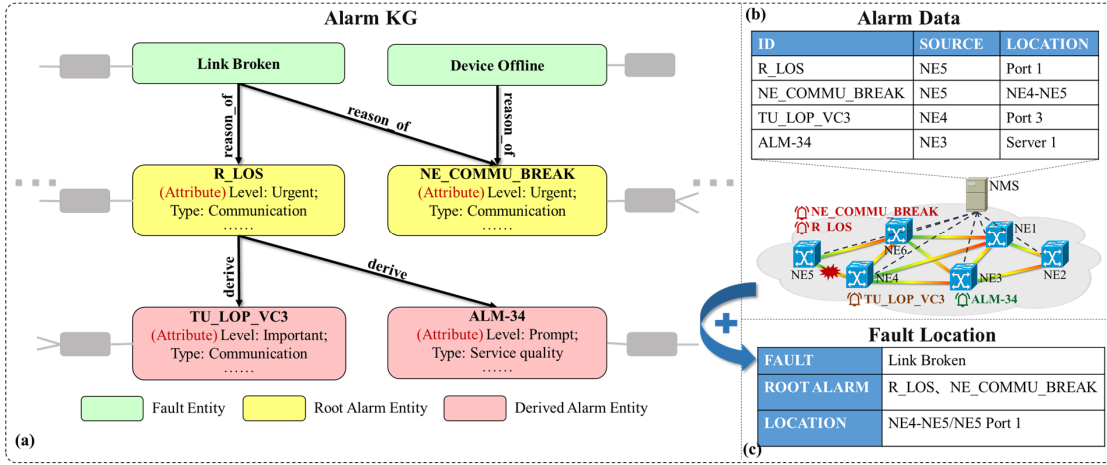 Alarm KG
Link Broken
Device Offline
reason_of
reason_of
reason_of
R_LOS
(Attribute) Level: Urgent;
Type: Communication
……
NE_COMMU_BREAK
(Attribute) Level: Urgent;
Type: Communication
……
derive
derive
TU_LOP_VC3
(Attribute) Level: Important;
Type: Communication
……
ALM-34
(Attribute) Level: Prompt;
Type: Service quality
……
Fault Entity
Root Alarm Entity
Derived Alarm Entity
(a)
(b)
Alarm Data
ID SOURCE LOCATION
R_LOS NE5 Port 1
NE_COMMU_BREAK NE5 NE4-NE5
TU_LOP_VC3 NE4 Port 3
ALM-34 NE3 Server 1
NMS
NE_COMMU_BREAK
R_LOS
NE1
NE6
NE5
NE4
NE3
NE2
TU_LOP_VC3
ALM-34
Fault Location
FAULT Link Broken
ROOT ALARM R_LOS、NE_COMMU_BREAK
LOCATION NE4-NE5/NE5 Port 1
(c)